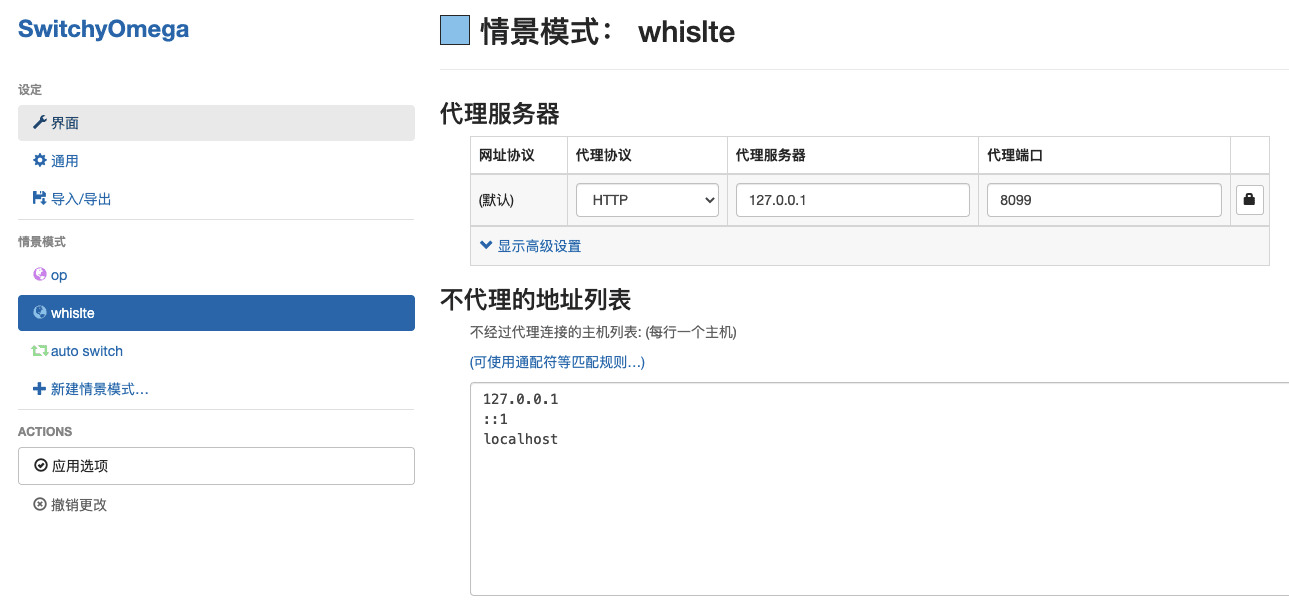 SwitchyOmega
设定
界面
通用
导入/导出
情景模式
op
whislte
auto switch
新建情景模式...
ACTIONS
应用选项
撤销更改
情景模式： whislte
代理服务器
网址协议 代理协议 代理服务器 代理端口
(默认) HTTP 127.0.0.1 8099
显示高级设置
不代理的地址列表
不经过代理连接的主机列表: (每行一个主机)
(可使用通配符等匹配规则...)
127.0.0.1
::1
localhost